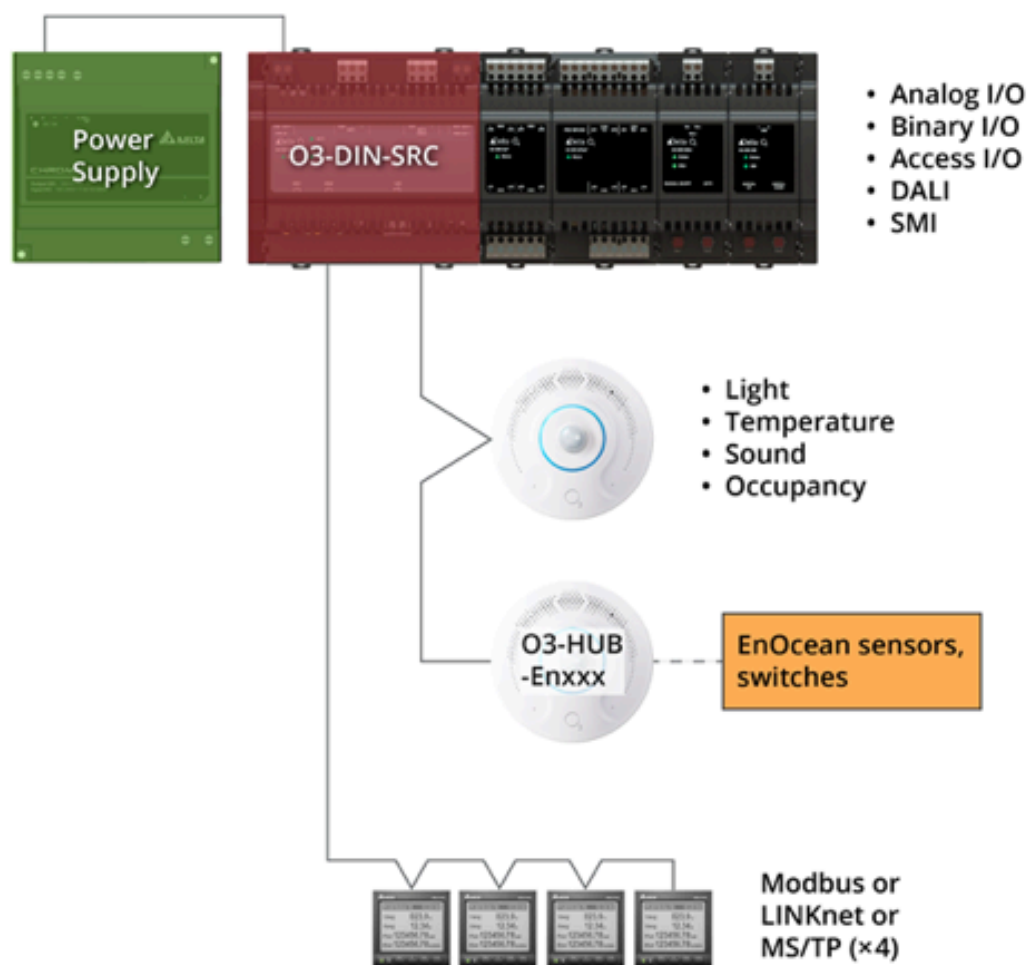 Power
Supply
DELTA
O3-DIN-SRC
• Analog I/O
• Binary I/O
• Access I/O
• DALI
• SMI
• Light
• Temperature
• Sound
• Occupancy
O3-HUB
-Enxxx
EnOcean sensors,
switches
Modbus or
LINKnet or
MS/TP (×4)